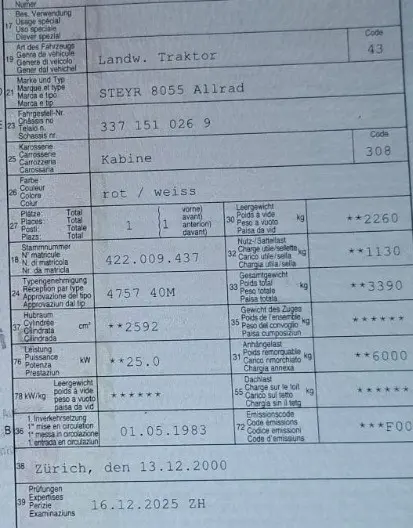 Numer
17 Bes. Verwendung
Usage spécial
Uso speciale
Diever spezial
19 Art des Fahrzeugs
Genre de véhicule
Genere di veicolo
Gener dal vehichel
Landw. Traktor
Code
43
21 Marke und Typ
Marque et type
Marca e tipo
Marca e tip
STEYR 8055 Allrad
23 Fahrgestell-Nr.
Châssis no
Telaio n.
Schassis nr.
337 151 026 9
25 Karosserie
Carrosserie
Carrozzeria
Carossaria
Kabine
Code
308
26 Farbe
Couleur
Colore
Colur
rot / weiss
27 Plätze: Total
Places: Total
Posti: Totale
Plazs: Total
1
vorne)
avant)
anteriori)
davant)
(1
30 Leergewicht
Poids à vide kg
Peso a vuoto
Paisa da vid
**2260
18 Stammnummer
N° matricule
N. di matricola
Nr. da matricla
422.009.437
32 Nutz-/Sattellast
Charge utile/sellette kg
Carico utile/sella
Chargia utila/sella
**1130
24 Typengenehmigung
Réception par type
Approvazione del tipo
Approvaziun dal tip
4757 40M
33 Gesamtgewicht
Poids total kg
Peso totale
Paisa totala
**3390
37 Hubraum
Cylindrée cm³
Cilindrata
Cilindrada
**2592
35 Gewicht des Zuges
Poids de l'ensemble kg
Peso del convoglio
Paisa cumposiziun
******
76 Leistung
Puissance kW
Potenza
Prestaziun
**25.0
31 Anhängelast
Poids remorquable kg
Carico rimorchiato
Chargia annexa
**6000
78 kW/kg Leergewicht
poids à vide
peso a vuoto
paisa da vid
******
55 Dachlast
Charge sur le toit kg
Carico sul tetto
Chargia sin il tetg
******
B 36 1. Inverkehrsetzung
1re mise en circulation
1a messa in circolazione
1. entrada en circulaziun
01.05.1983
72 Emissionscode
Code émissions
Codice emissioni
Code d'emissiuns
***F00
38 Zürich, den 13.12.2000
39 Prüfungen
Expertises
Perizie
Examinaziuns
16.12.2025 ZH